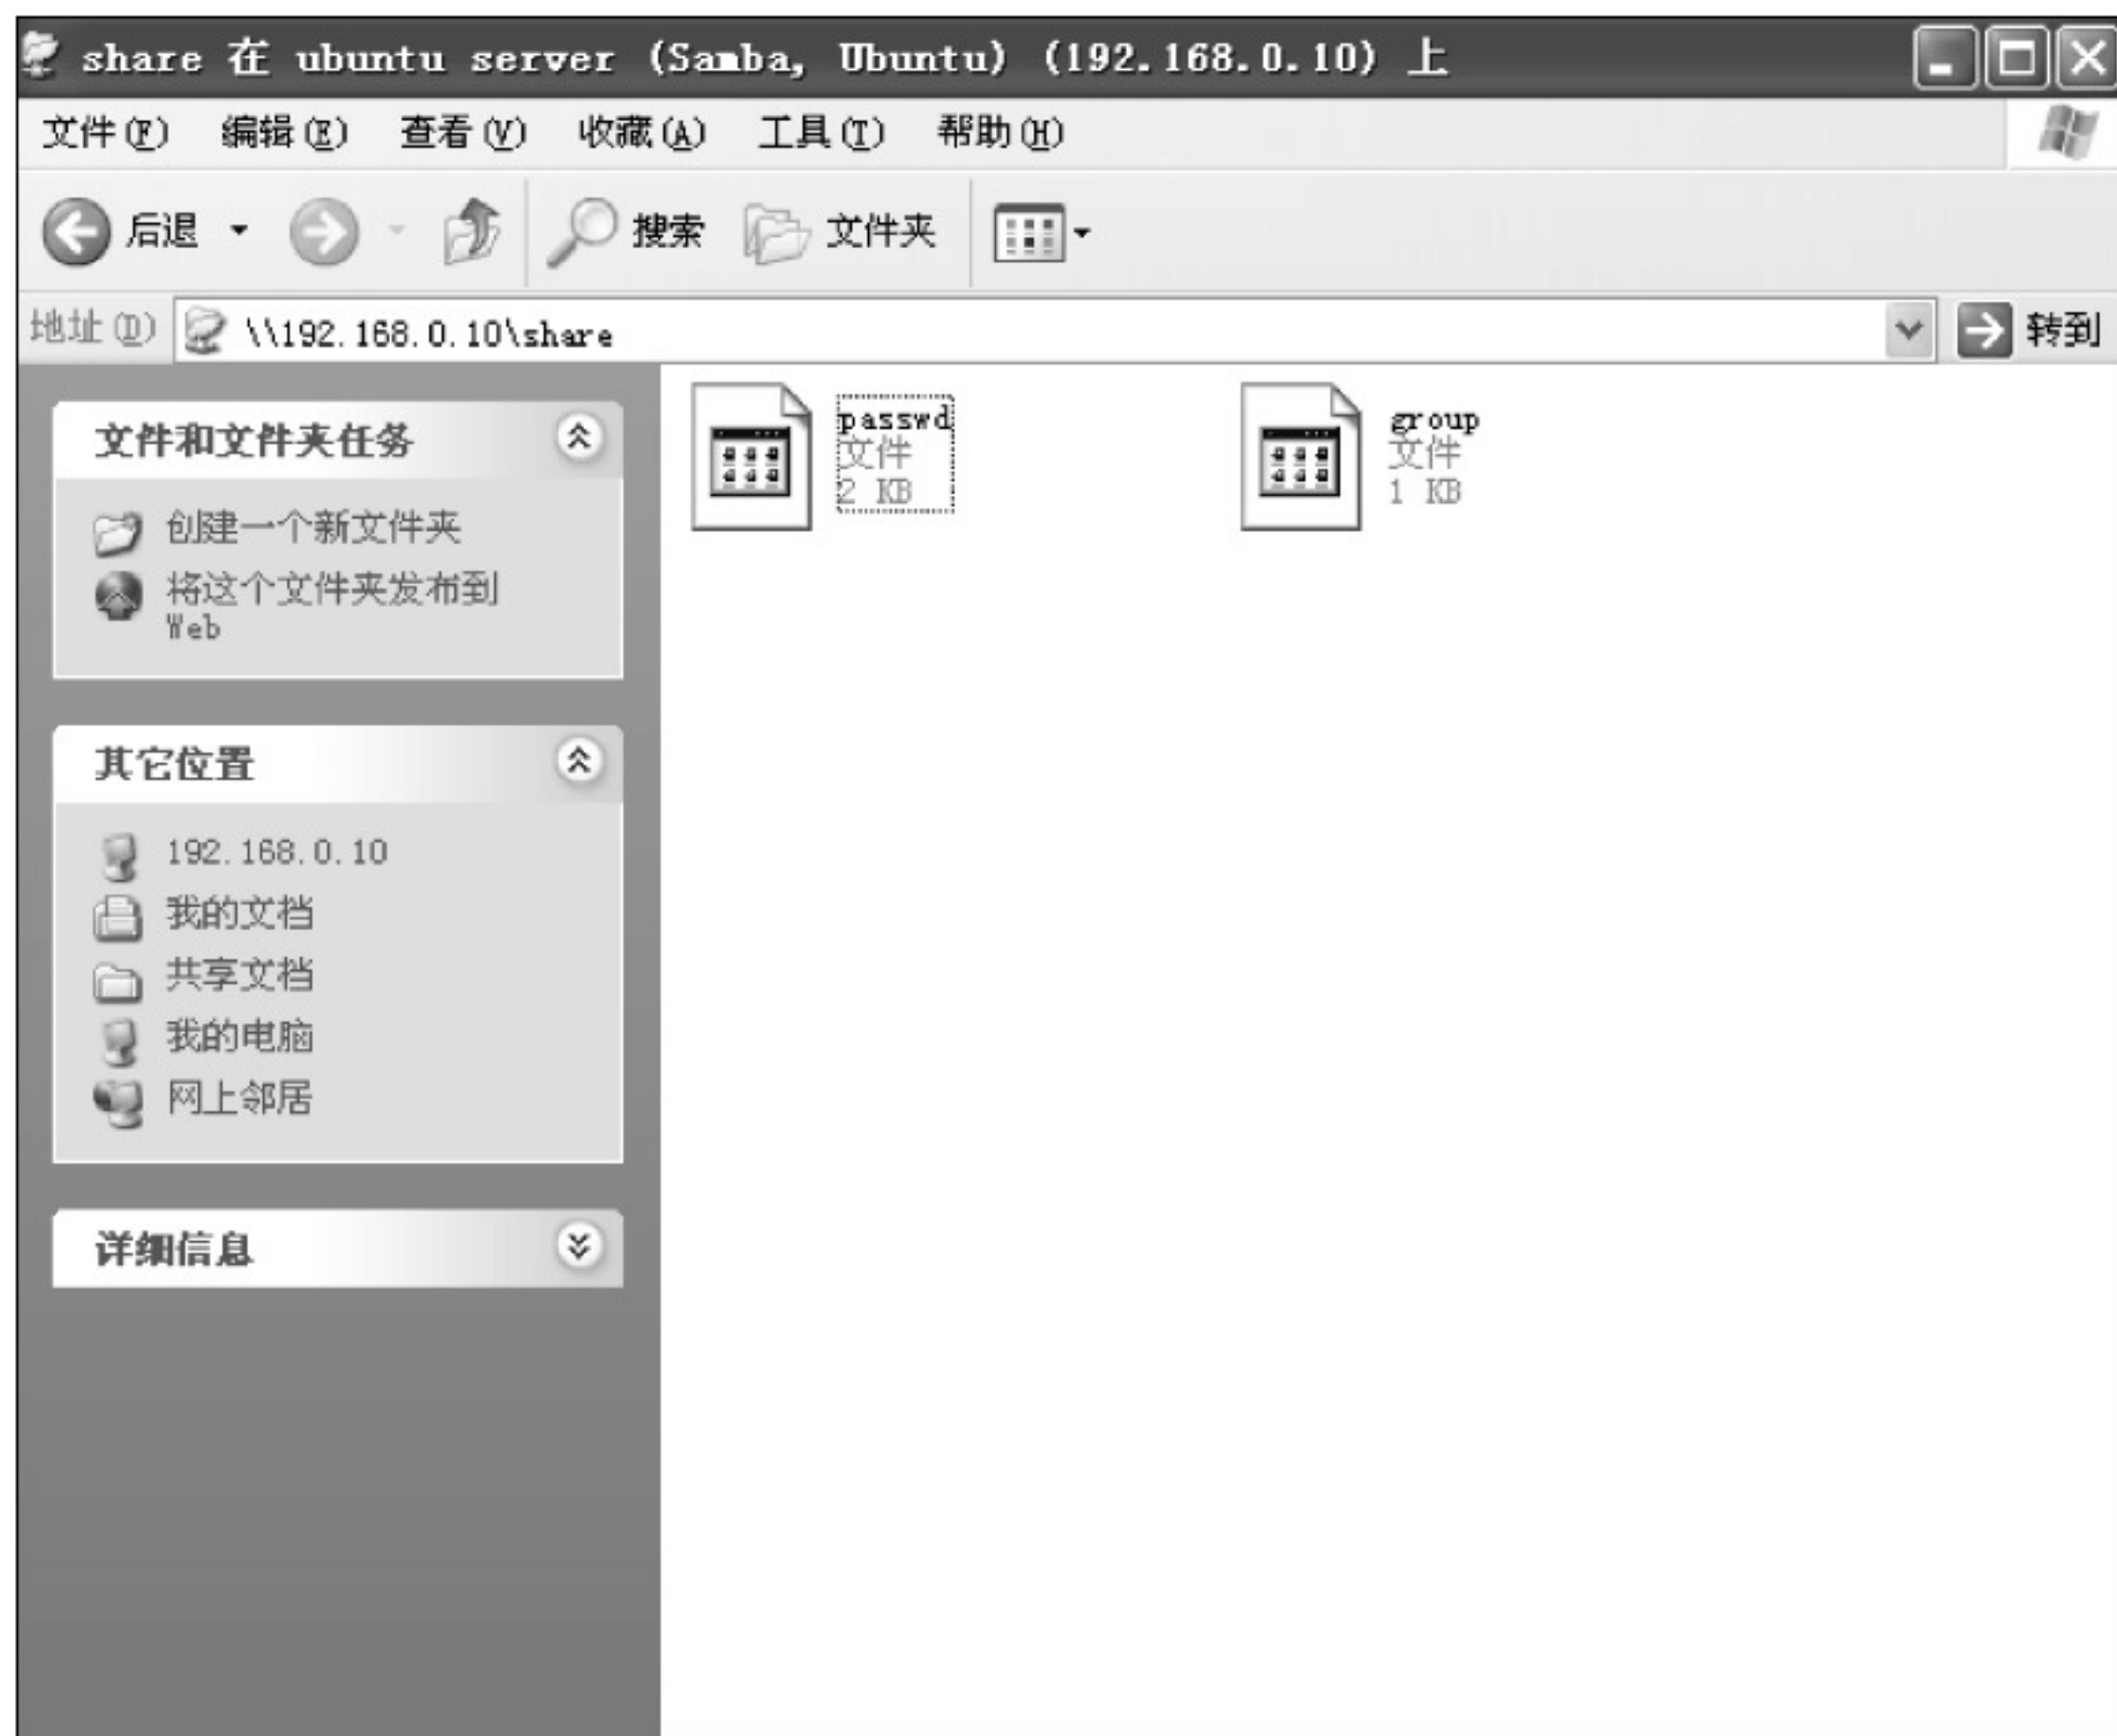 share 在 ubuntu server (Samba, Ubuntu) (192.168.0.10) 上
文件(F) 编辑(E) 查看(V) 收藏(A) 工具(T) 帮助(H)
后退 搜索 文件夹
地址(D) \\192.168.0.10\share 转到
文件和文件夹任务
创建一个新文件夹
将这个文件夹发布到
Web
其它位置
192.168.0.10
我的文档
共享文档
我的电脑
网上邻居
详细信息
passwd
文件
2 KB
group
文件
1 KB